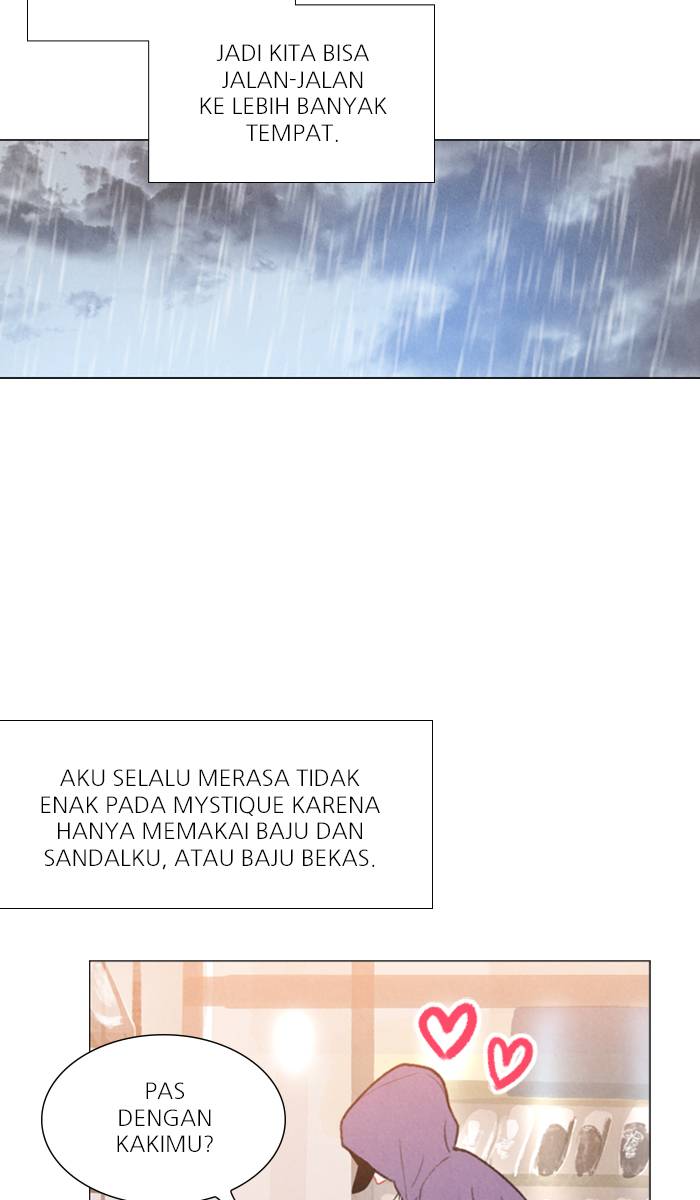 JADI KITA BISA
JALAN-JALAN
KE LEBIH BANYAK
TEMPAT.
AKU SELALU MERASA TIDAK
ENAK PADA MYSTIQUE KARENA
HANYA MEMAKAI BAJU DAN
SANDALKU, ATAU BAJU BEKAS.
PAS
DENGAN
KAKIMU?